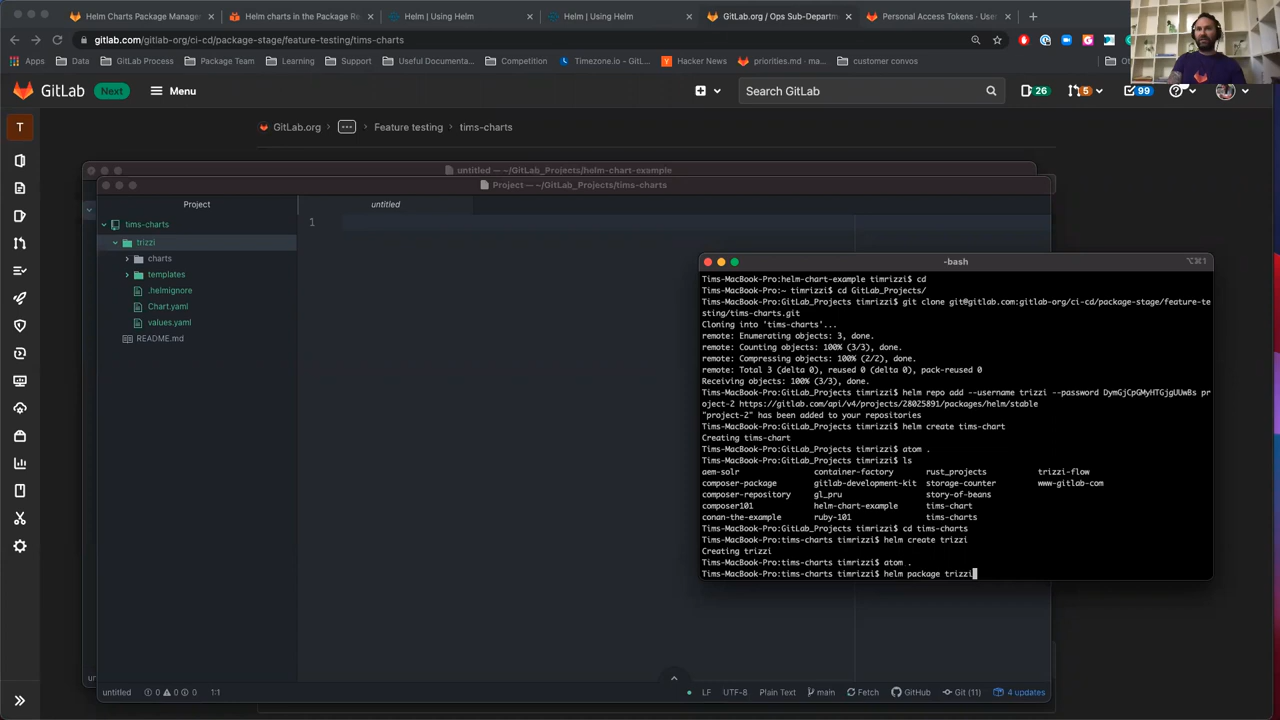 Helm Charts Package Manage
Helm charts in the Package Re
Helm | Using Helm
Helm | Using Helm
GitLab.org / Ops Sub-Departm
Personal Access Tokens · Use
gitlab.com/gitlab-org/ci-cd/package-stage/feature-testing/tims-charts
Apps
Data
GitLab Process
Package Team
Learning
Support
Useful Documenta...
Competition
Timezone.io – GitLab...
Hacker News
priorities.md · ma...
customer convos
GitLab
Next
Menu
Search GitLab
26
5
99
T
GitLab.org
Feature testing
tims-charts
untitled — ~/GitLab_Projects/helm-chart-example
Project — ~/GitLab_Projects/tims-charts
Project
untitled
tims-charts
1
trizzi
charts
templates
.helmignore
Chart.yaml
values.yaml
README.md
-bash
⌥⌘1
Tims-MacBook-Pro:helm-chart-example timrizzi$ cd
Tims-MacBook-Pro:~ timrizzi$ cd GitLab_Projects/
Tims-MacBook-Pro:GitLab_Projects timrizzi$ git clone git@gitlab.com:gitlab-org/ci-cd/package-stage/feature-te
sting/tims-charts.git
Cloning into 'tims-charts'...
remote: Enumerating objects: 3, done.
remote: Counting objects: 100% (3/3), done.
remote: Compressing objects: 100% (2/2), done.
remote: Total 3 (delta 0), reused 0 (delta 0), pack-reused 0
Receiving objects: 100% (3/3), done.
Tims-MacBook-Pro:GitLab_Projects timrizzi$ helm repo add --username trizzi --password DymGjCpGMyHTGjgUUwBs pr
oject-2 https://gitlab.com/api/v4/projects/28025891/packages/helm/stable
"project-2" has been added to your repositories
Tims-MacBook-Pro:GitLab_Projects timrizzi$ helm create tims-chart
Creating tims-chart
Tims-MacBook-Pro:GitLab_Projects timrizzi$ atom .
Tims-MacBook-Pro:GitLab_Projects timrizzi$ ls
aem-solr container-factory rust_projects trizzi-flow
composer-package gitlab-development-kit storage-counter www-gitlab-com
composer-repository gl_pru story-of-beans
composer101 helm-chart-example tims-chart
conan-the-example ruby-101 tims-charts
Tims-MacBook-Pro:GitLab_Projects timrizzi$ cd tims-charts
Tims-MacBook-Pro:tims-charts timrizzi$ helm create trizzi
Creating trizzi
Tims-MacBook-Pro:tims-charts timrizzi$ atom .
Tims-MacBook-Pro:tims-charts timrizzi$ helm package trizzi
untitled
0
0
0
1:1
LF
UTF-8
Plain Text
main
Fetch
GitHub
Git (11)
4 updates